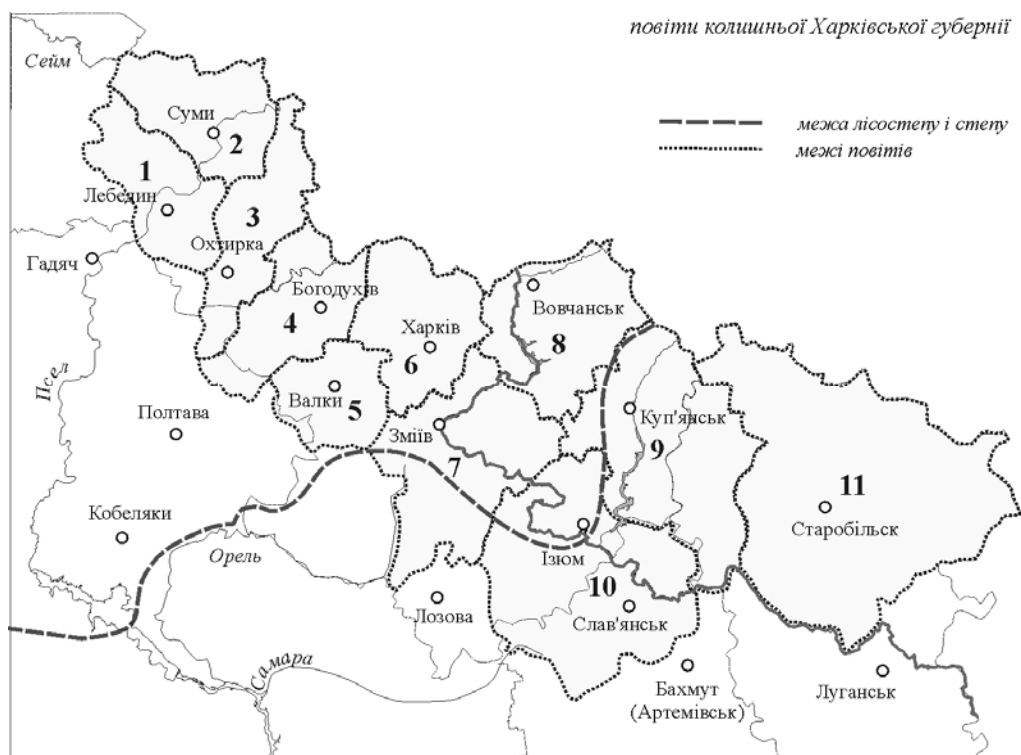 повіти колишньої Харківської губернії
Сейм
Суми
2
межа лісостепу і степу
межі повітів
1
Лебедин
3
Охтирка
Гадяч
Богодухів
4
Вовчанськ
8
Харків
6
Псел
Валки
5
Полтава
Зміїв
7
Куп'янськ
9
11
Старобільск
Кобеляки
Орель
Ізюм
10
Слав'янськ
Лозова
Самара
Бахмут
(Артемівськ)
Луганськ